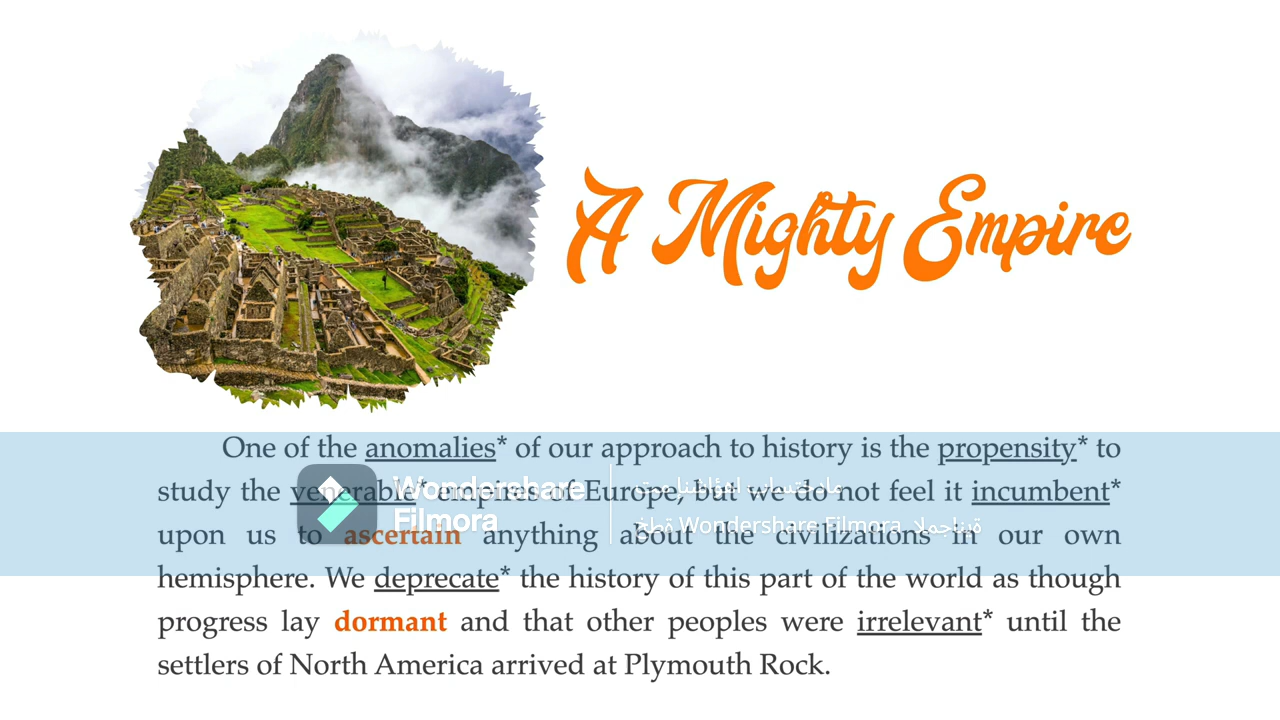 A Mighty Empire
One of the anomalies* of our approach to history is the propensity* to
study the venerable* empires of Europe, but we do not feel it incumbent*
upon us to ascertain anything about the civilizations in our own
hemisphere. We deprecate* the history of this part of the world as though
progress lay dormant and that other peoples were irrelevant* until the
settlers of North America arrived at Plymouth Rock.
Wondershare
Filmora
خطة Wondershare Filmora